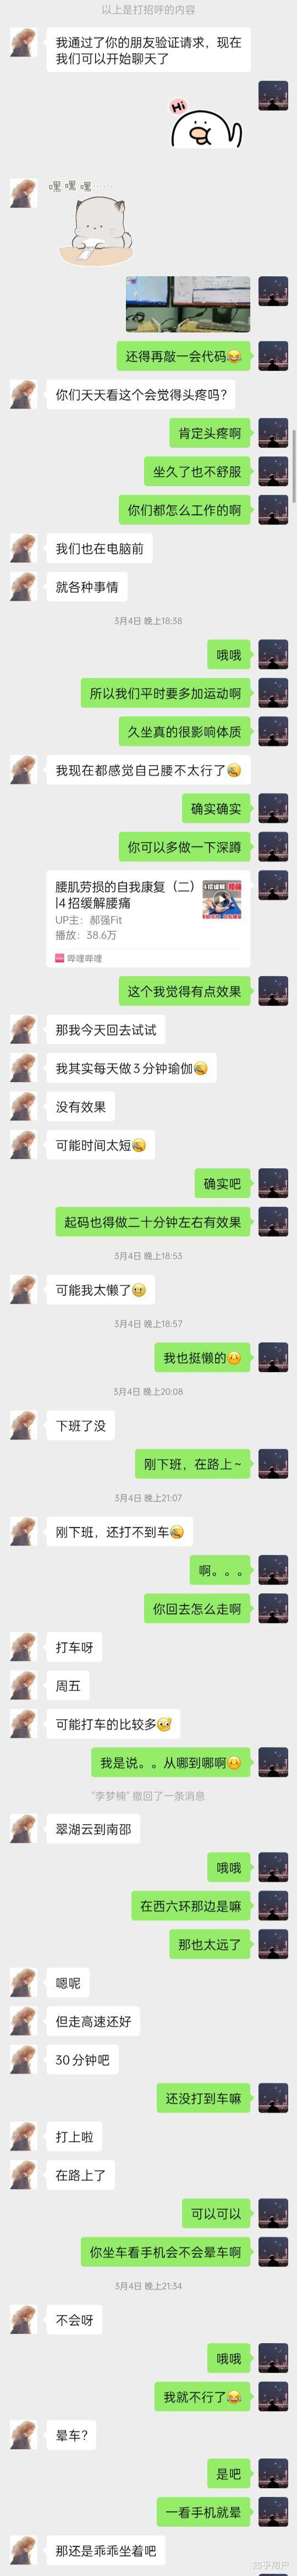 以上是打招呼的内容
我通过了你的朋友验证请求，现在
我们可以开始聊天了
Hi
嘿嘿嘿······
还得再敲一会代码😂
你们天天看这个会觉得头疼吗？
肯定头疼啊
坐久了也不舒服
你们都怎么工作的啊
我们也在电脑前
就各种事情
3月4日 晚上18:38
哦哦
所以我们平时要多加运动啊
久坐真的很影响体质
我现在都感觉自己腰不太行了
确实确实
你可以多做一下深蹲
腰肌劳损的自我康复（二）
|4 招缓解腰痛
UP主：郝强Fit
播放：38.6万
哔哩哔哩
这个我觉得有点效果
那我今天回去试试
我其实每天做3分钟瑜伽
没有效果
可能时间太短
确实吧
起码也得做二十分钟左右有效果
3月4日 晚上18:53
可能我太懒了
3月4日 晚上18:57
我也挺懒的
3月4日 晚上20:08
下班了没
刚下班，在路上~
3月4日 晚上21:07
刚下班，还打不到车
啊。。。
你回去怎么走啊
打车呀
周五
可能打车的比较多
我是说。。从哪到哪啊
"李梦楠" 撤回了一条消息
翠湖云到南邵
哦哦
在西六环那边是嘛
那也太远了
嗯呢
但走高速还好
30分钟吧
还没打到车嘛
打上啦
在路上了
可以可以
你坐车看手机会不会晕车啊
3月4日 晚上21:34
不会呀
哦哦
我就不行了😂
晕车？
是吧
一看手机就晕
那还是乖乖坐着吧
知乎用户